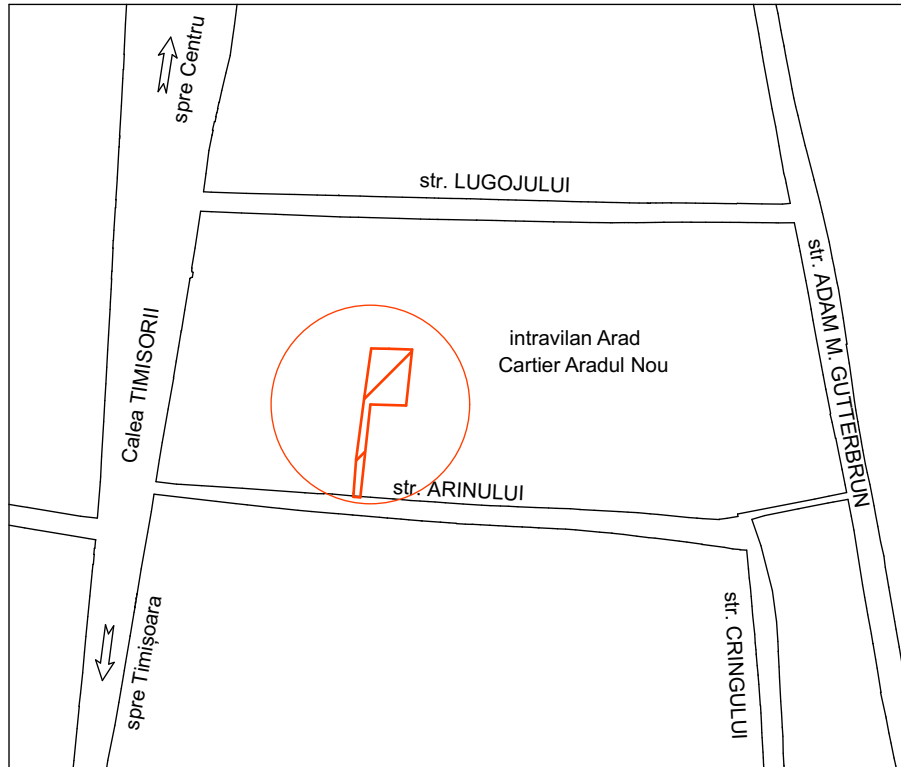 spre Centru
str. LUGOJULUI
str. ADAM M. GUTTERBRUN
Calea TIMISORII
intravilan Arad
Cartier Aradul Nou
str. ARINULUI
spre Timișoara
str. CRINGULUI